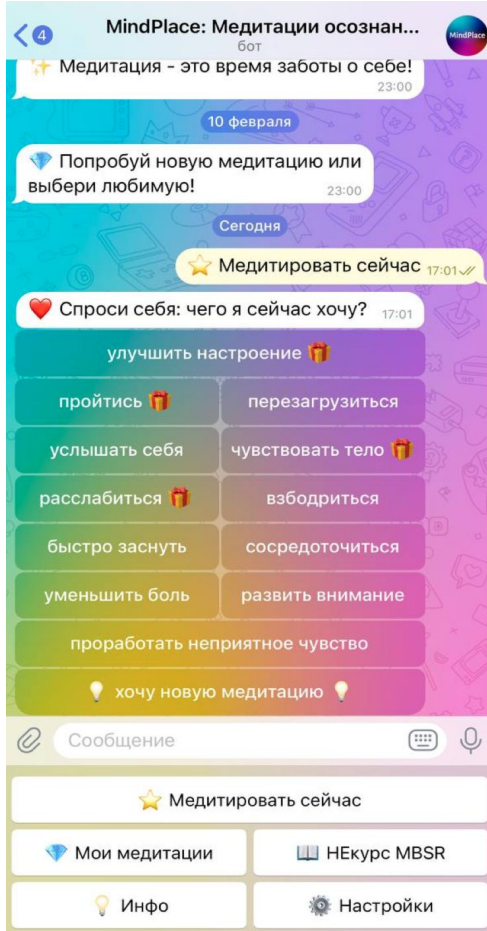 4
MindPlace: Медитации осознан...
бот
MindPlace
✨ Медитация - это время заботы о себе!
23:00
10 февраля
💎 Попробуй новую медитацию или
выбери любимую!
23:00
Сегодня
⭐ Медитировать сейчас 17:01
❤️ Спроси себя: чего я сейчас хочу? 17:01
улучшить настроение 🎁
пройтись 🎁
перезагрузиться
услышать себя
чувствовать тело 🎁
расслабиться 🎁
взбодриться
быстро заснуть
сосредоточиться
уменьшить боль
развить внимание
проработать неприятное чувство
💡 хочу новую медитацию 💡
Сообщение
⭐ Медитировать сейчас
💎 Мои медитации
📖 НЕкурс MBSR
💡 Инфо
⚙️ Настройки